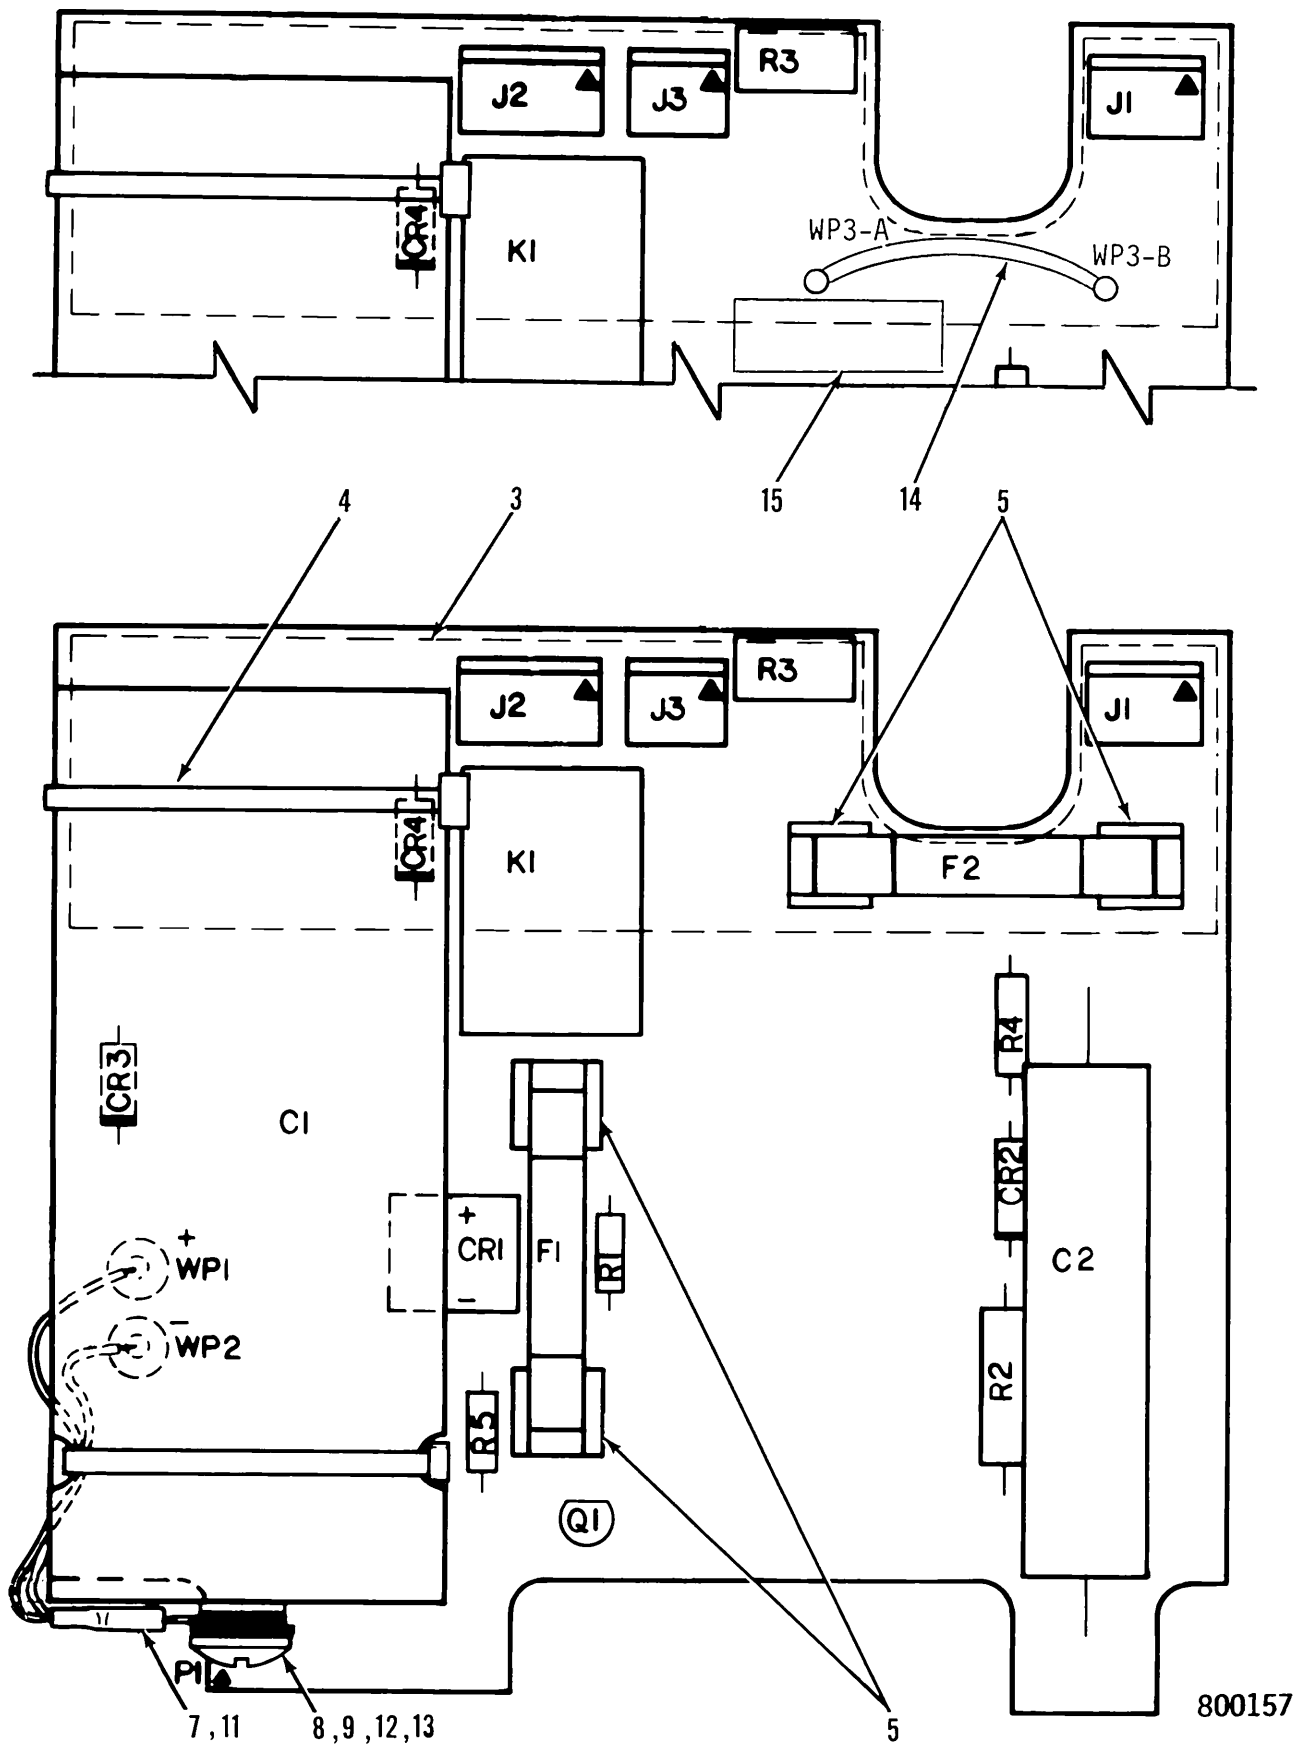 R3
J2
J3
J1
CR4
K1
WP3-A
WP3-B
15
14
5
4
3
R3
J2
J3
J1
CR4
K1
F2
R4
CR3
C1
CR2
+
CR1
-
F1
R1
C2
+
WP1
-
WP2
R2
R5
Q1
P1
7,11
8,9,12,13
5
800157